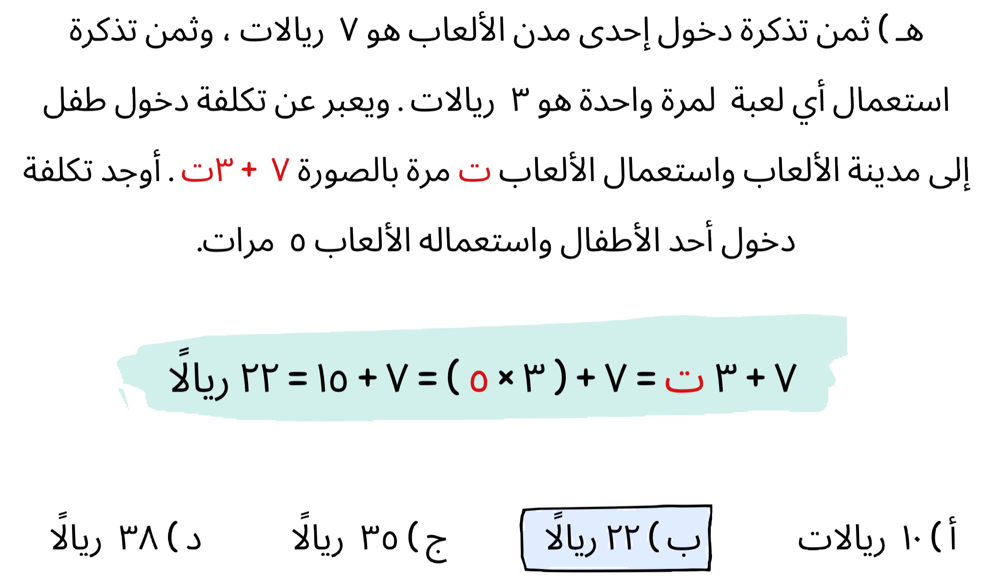 هـ ) ثمن تذكرة دخول إحدى مدن الألعاب هو ٧ ريالات ، وثمن تذكرة
استعمال أي لعبة لمرة واحدة هو ٣ ريالات . ويعبر عن تكلفة دخول طفل
إلى مدينة الألعاب واستعمال الألعاب ت مرة بالصورة ٧ + ٣ت . أوجد تكلفة
دخول أحد الأطفال واستعماله الألعاب ٥ مرات.
٧ + ٣ ت = ٧ + ( ٣ × ٥ ) = ٧ + ١٥ = ٢٢ ريالًا
أ ) ١٠ ريالات ب ) ٢٢ ريالًا ج ) ٣٥ ريالًا د ) ٣٨ ريالًا